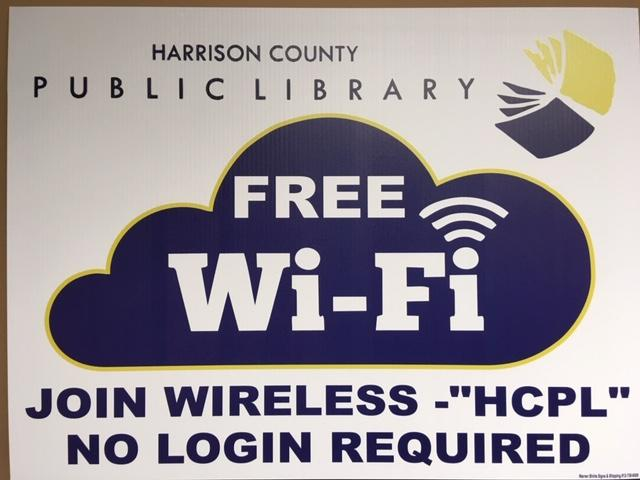 HARRISON COUNTY
PUBLIC LIBRARY
FREE
Wi-Fi
JOIN WIRELESS -"HCPL"
NO LOGIN REQUIRED